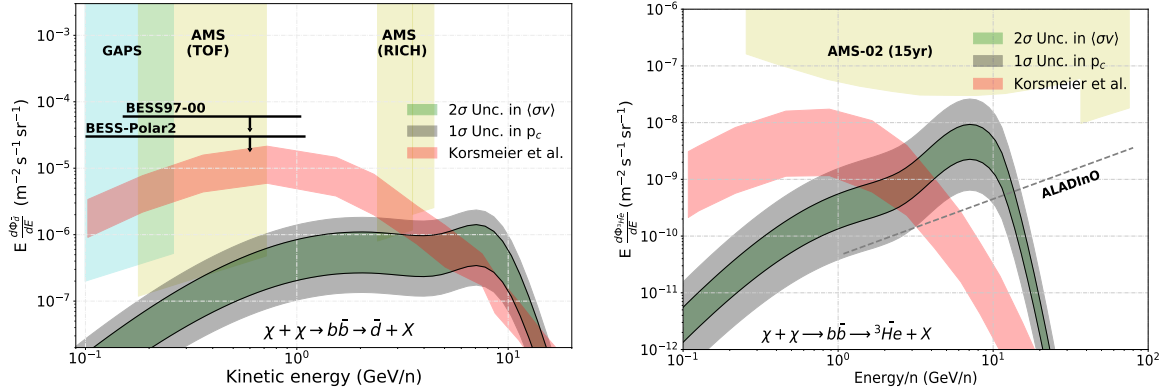 10⁻³
10⁻⁴
10⁻⁵
10⁻⁶
10⁻⁷
E dΦ_d̄/dE (m⁻² s⁻¹ sr⁻¹)
GAPS
AMS
(TOF)
AMS
(RICH)
BESS97-00
BESS-Polar2
2σ Unc. in ⟨σv⟩
1σ Unc. in p_c
Korsmeier et al.
χ + χ → bb̄ → d̄ + X
10⁻¹
10⁰
10¹
Kinetic energy (GeV/n)
10⁻⁶
10⁻⁷
10⁻⁸
10⁻⁹
10⁻¹⁰
10⁻¹¹
10⁻¹²
E dΦ_³H̄e/dE (m⁻² s⁻¹ sr⁻¹)
AMS-02 (15yr)
2σ Unc. in ⟨σv⟩
1σ Unc. in p_c
Korsmeier et al.
ALADInO
χ + χ ⟶ bb̄ ⟶ ³H̄e + X
10⁻¹
10⁰
10¹
Energy/n (GeV/n)